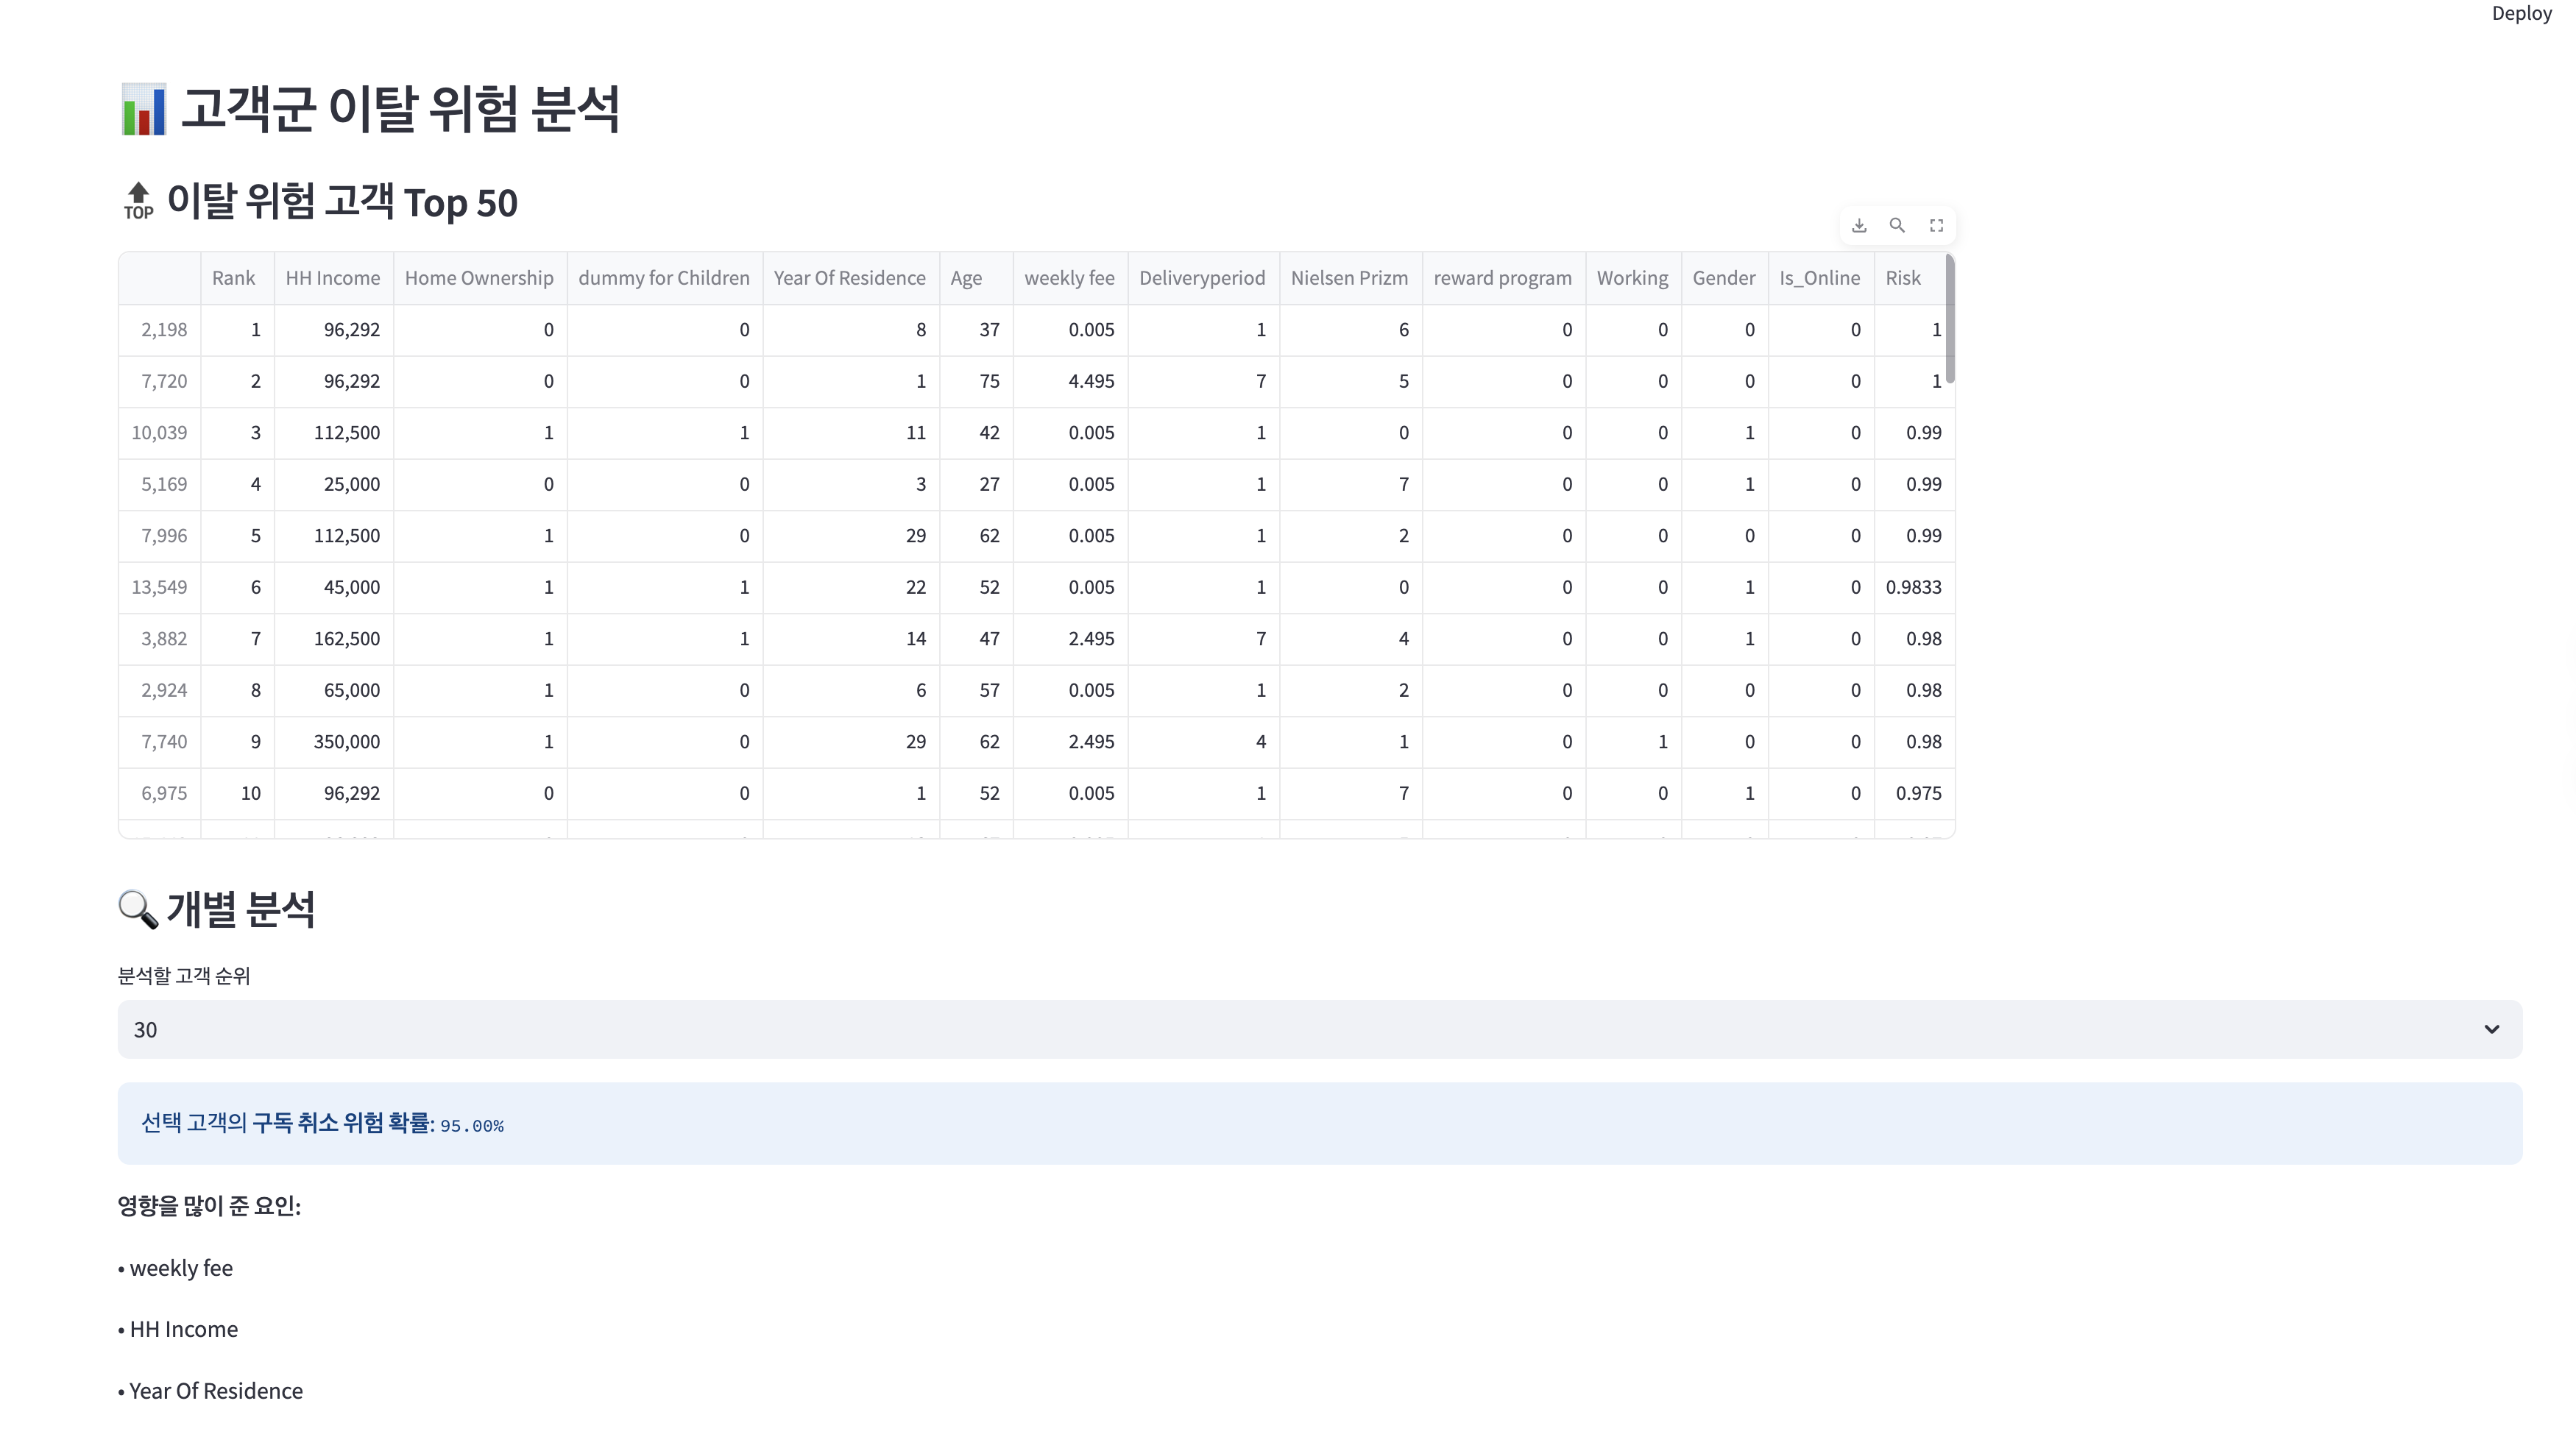 Deploy
📊 고객군 이탈 위험 분석
🔝 이탈 위험 고객 Top 50
Rank HH Income Home Ownership dummy for Children Year Of Residence Age weekly fee Deliveryperiod Nielsen Prizm reward program Working Gender Is_Online Risk
2,198 1 96,292 0 0 8 37 0.005 1 6 0 0 0 0 1
7,720 2 96,292 0 0 1 75 4.495 7 5 0 0 0 0 1
10,039 3 112,500 1 1 11 42 0.005 1 0 0 0 1 0 0.99
5,169 4 25,000 0 0 3 27 0.005 1 7 0 0 1 0 0.99
7,996 5 112,500 1 0 29 62 0.005 1 2 0 0 0 0 0.99
13,549 6 45,000 1 1 22 52 0.005 1 0 0 0 1 0 0.9833
3,882 7 162,500 1 1 14 47 2.495 7 4 0 0 1 0 0.98
2,924 8 65,000 1 0 6 57 0.005 1 2 0 0 0 0 0.98
7,740 9 350,000 1 0 29 62 2.495 4 1 0 1 0 0 0.98
6,975 10 96,292 0 0 1 52 0.005 1 7 0 0 1 0 0.975
🔍 개별 분석
분석할 고객 순위
30
선택 고객의 구독 취소 위험 확률: 95.00%
영향을 많이 준 요인:
• weekly fee
• HH Income
• Year Of Residence